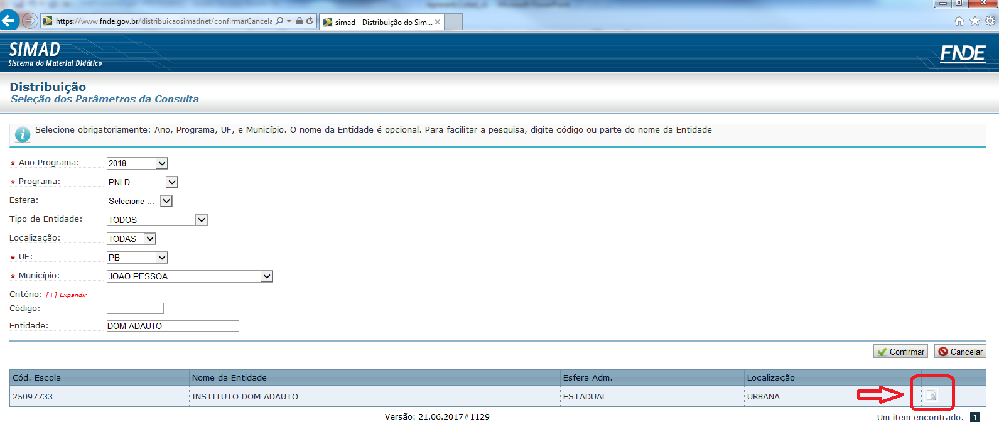 https://www.fnde.gov.br/distribuicaosimadnet/confirmarCancela
simad - Distribuição do Sim...
SIMAD
Sistema do Material Didático
FNDE
Distribuição
Seleção dos Parâmetros da Consulta
Selecione obrigatoriamente: Ano, Programa, UF, e Município. O nome da Entidade é opcional. Para facilitar a pesquisa, digite código ou parte do nome da Entidade
* Ano Programa: 2018
* Programa: PNLD
Esfera: Selecione ...
Tipo de Entidade: TODOS
Localização: TODAS
* UF: PB
* Município: JOAO PESSOA
Critério: [+] Expandir
Código:
Entidade: DOM ADAUTO
Confirmar Cancelar
Cód. Escola Nome da Entidade Esfera Adm. Localização
25097733 INSTITUTO DOM ADAUTO ESTADUAL URBANA
Versão: 21.06.2017#1129
Um item encontrado. 1